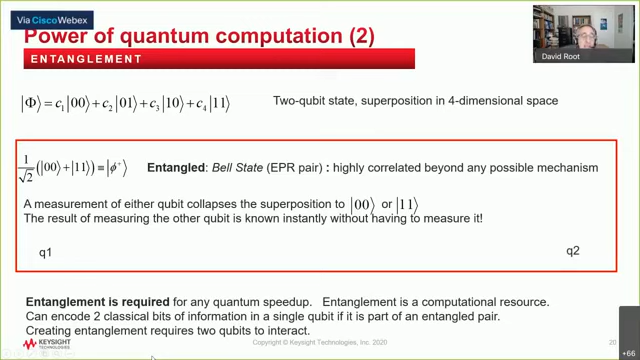 Via Cisco Webex
Power of quantum computation (2)
ENTANGLEMENT
David Root
|Φ⟩ = c₁|00⟩ + c₂|01⟩ + c₃|10⟩ + c₄|11⟩ Two-qubit state, superposition in 4-dimensional space
1/√2 (|00⟩ + |11⟩) ≡ |ϕ⁺⟩ Entangled: Bell State (EPR pair) : highly correlated beyond any possible mechanism
A measurement of either qubit collapses the superposition to |00⟩ or |11⟩
The result of measuring the other qubit is known instantly without having to measure it!
q1 q2
Entanglement is required for any quantum speedup. Entanglement is a computational resource.
Can encode 2 classical bits of information in a single qubit if it is part of an entangled pair.
Creating entanglement requires two qubits to interact.
KEYSIGHT
TECHNOLOGIES
Copyright © Keysight Technologies, Inc. 2020
20
+66